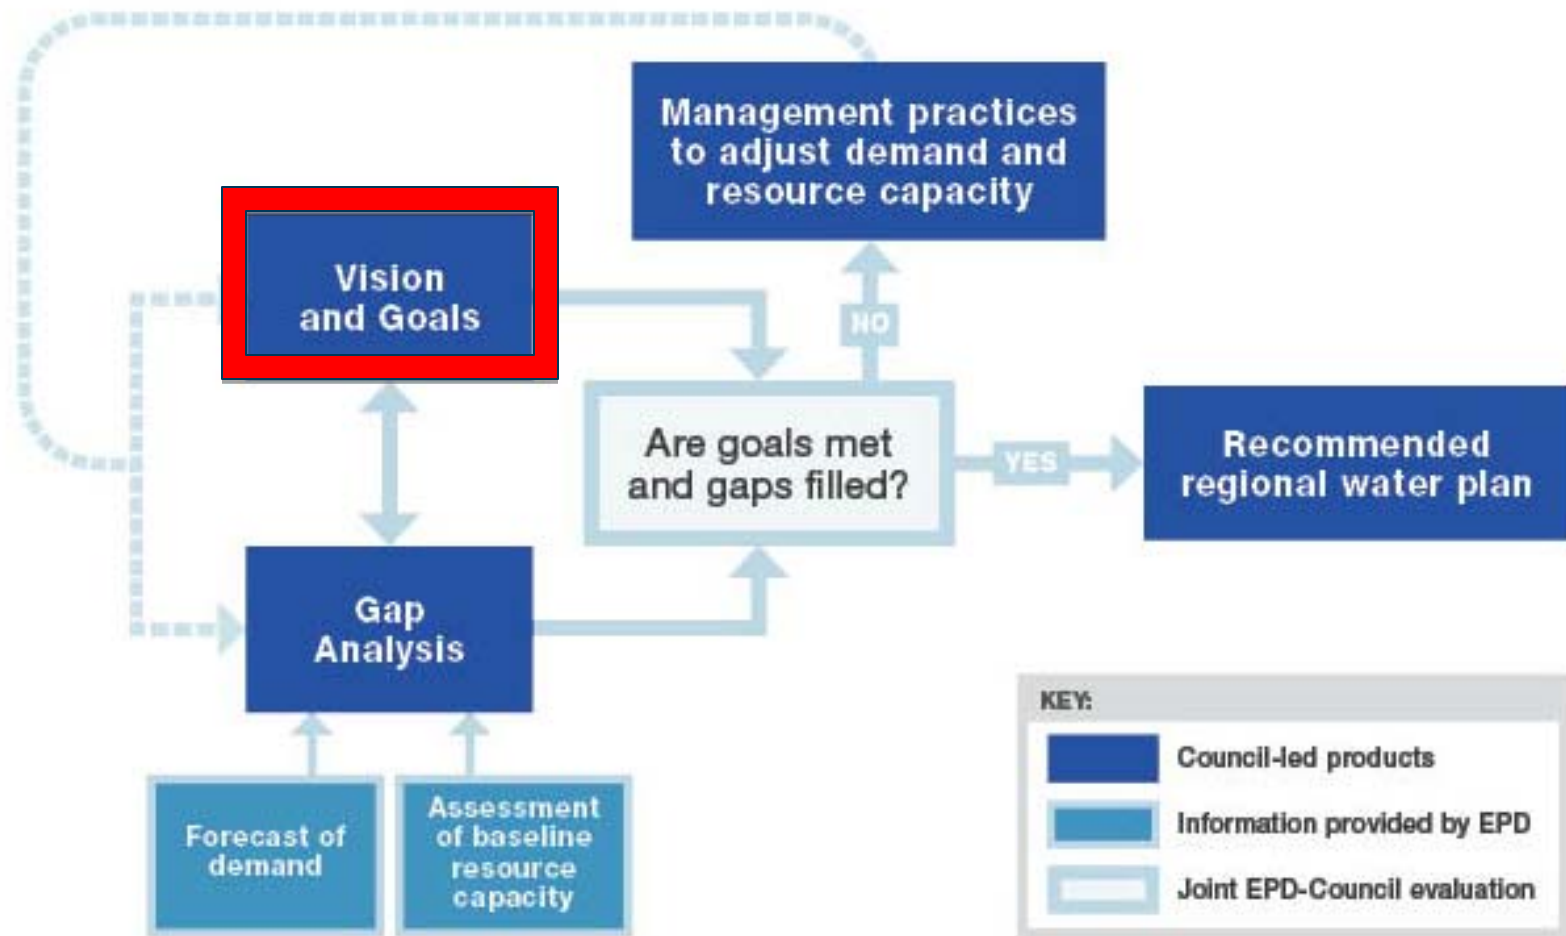 Management practices
to adjust demand and
resource capacity
Vision
and Goals
NO
Are goals met
and gaps filled?
YES
Recommended
regional water plan
Gap
Analysis
Forecast of
demand
Assessment
of baseline
resource
capacity
KEY:
Council-led products
Information provided by EPD
Joint EPD-Council evaluation